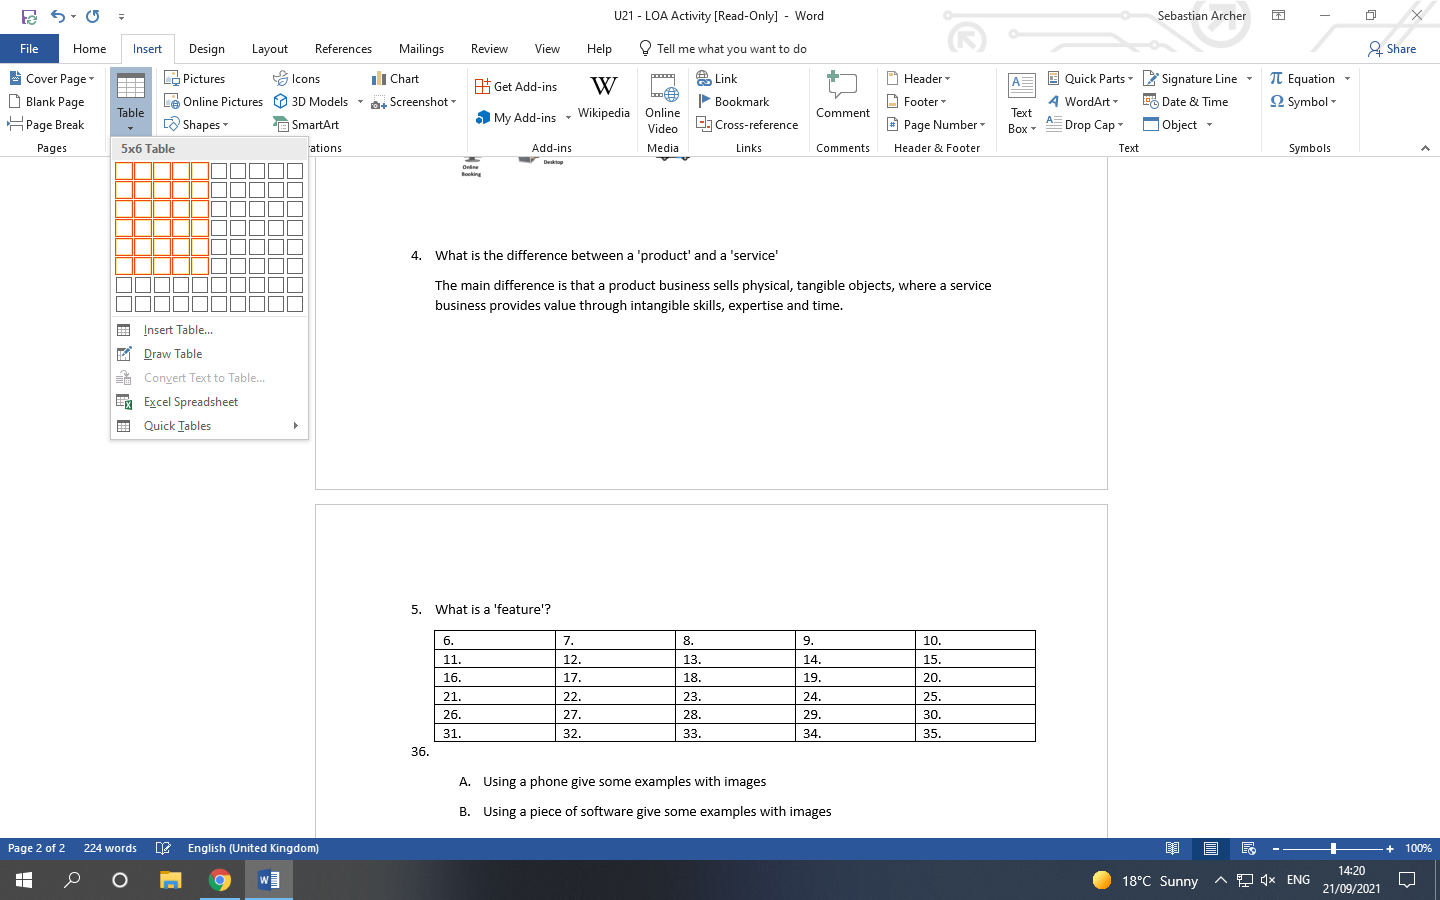 U21 - LOA Activity [Read-Only] - Word
Sebastian Archer
File Home Insert Design Layout References Mailings Review View Help Tell me what you want to do Share
Cover Page
Blank Page
Page Break
Pages
Table
Pictures
Online Pictures
Shapes
Icons
3D Models
SmartArt
Chart
Screenshot
rations
Get Add-ins
My Add-ins
Wikipedia
Add-ins
Online
Video
Media
Link
Bookmark
Cross-reference
Links
Comment
Comments
Header
Footer
Page Number
Header & Footer
Text
Box
Quick Parts
WordArt
Drop Cap
Signature Line
Date & Time
Object
Text
Equation
Symbol
Symbols
5x6 Table
Insert Table...
Draw Table
Convert Text to Table...
Excel Spreadsheet
Quick Tables
Online
Booking
Desktop
4. What is the difference between a 'product' and a 'service'
The main difference is that a product business sells physical, tangible objects, where a service
business provides value through intangible skills, expertise and time.
5. What is a 'feature'?
6. 7. 8. 9. 10.
11. 12. 13. 14. 15.
16. 17. 18. 19. 20.
21. 22. 23. 24. 25.
26. 27. 28. 29. 30.
31. 32. 33. 34. 35.
36.
A. Using a phone give some examples with images
B. Using a piece of software give some examples with images
Page 2 of 2 224 words English (United Kingdom) 100%
18°C Sunny ENG
14:20
21/09/2021